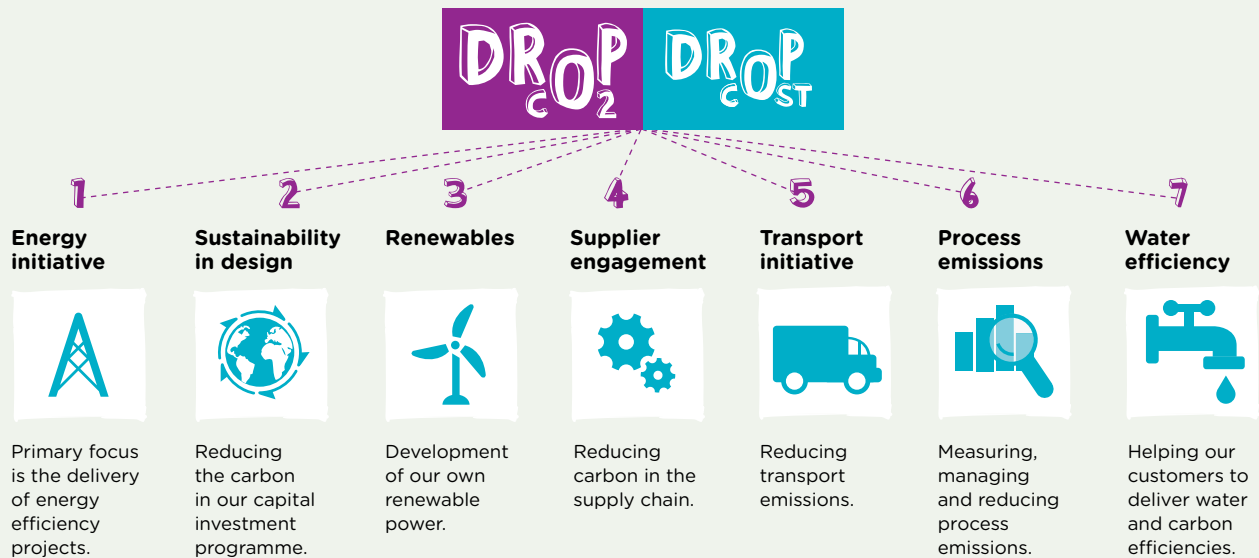 DROP CO2
DROP COST
1
Energy
initiative
Primary focus
is the delivery
of energy
efficiency
projects.
2
Sustainability
in design
Reducing
the carbon
in our capital
investment
programme.
3
Renewables
Development
of our own
renewable
power.
4
Supplier
engagement
Reducing
carbon in the
supply chain.
5
Transport
initiative
Reducing
transport
emissions.
6
Process
emissions
Measuring,
managing
and reducing
process
emissions.
7
Water
efficiency
Helping our
customers to
deliver water
and carbon
efficiencies.